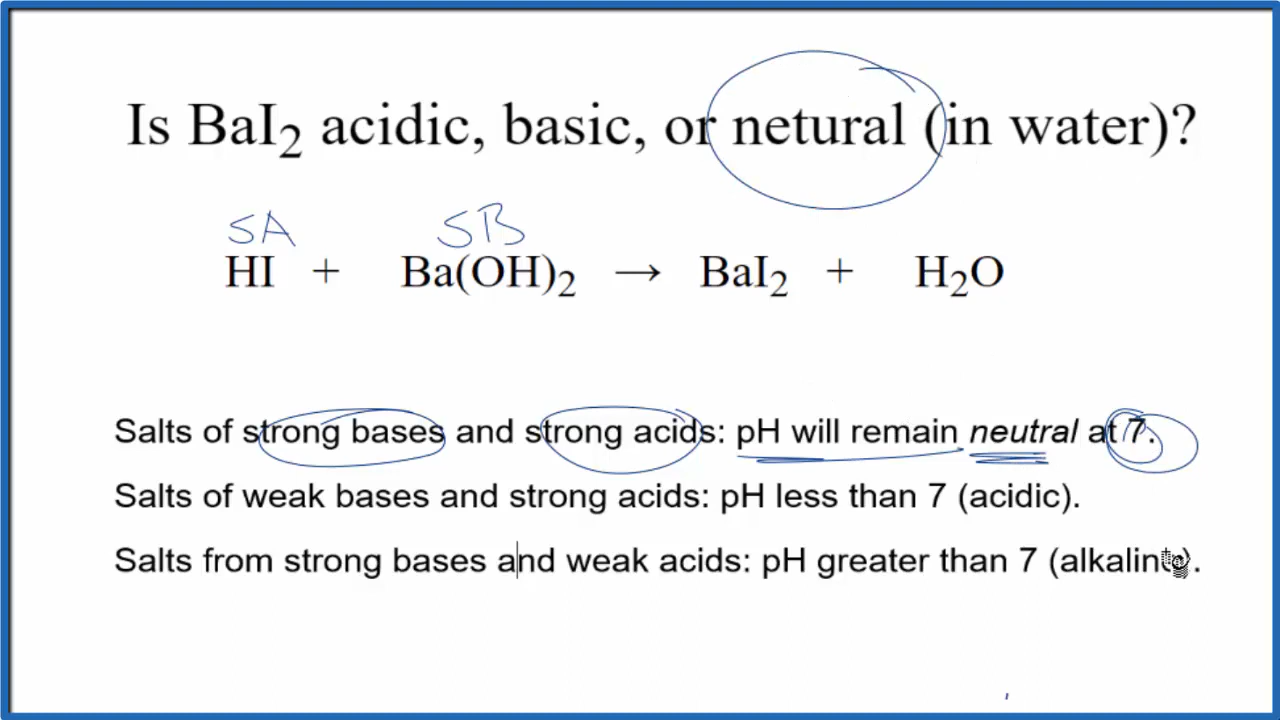 Is BaI₂ acidic, basic, or netural (in water)?
SA SB
HI + Ba(OH)₂ → BaI₂ + H₂O
Salts of strong bases and strong acids: pH will remain neutral at 7.
Salts of weak bases and strong acids: pH less than 7 (acidic).
Salts from strong bases and weak acids: pH greater than 7 (alkaline).